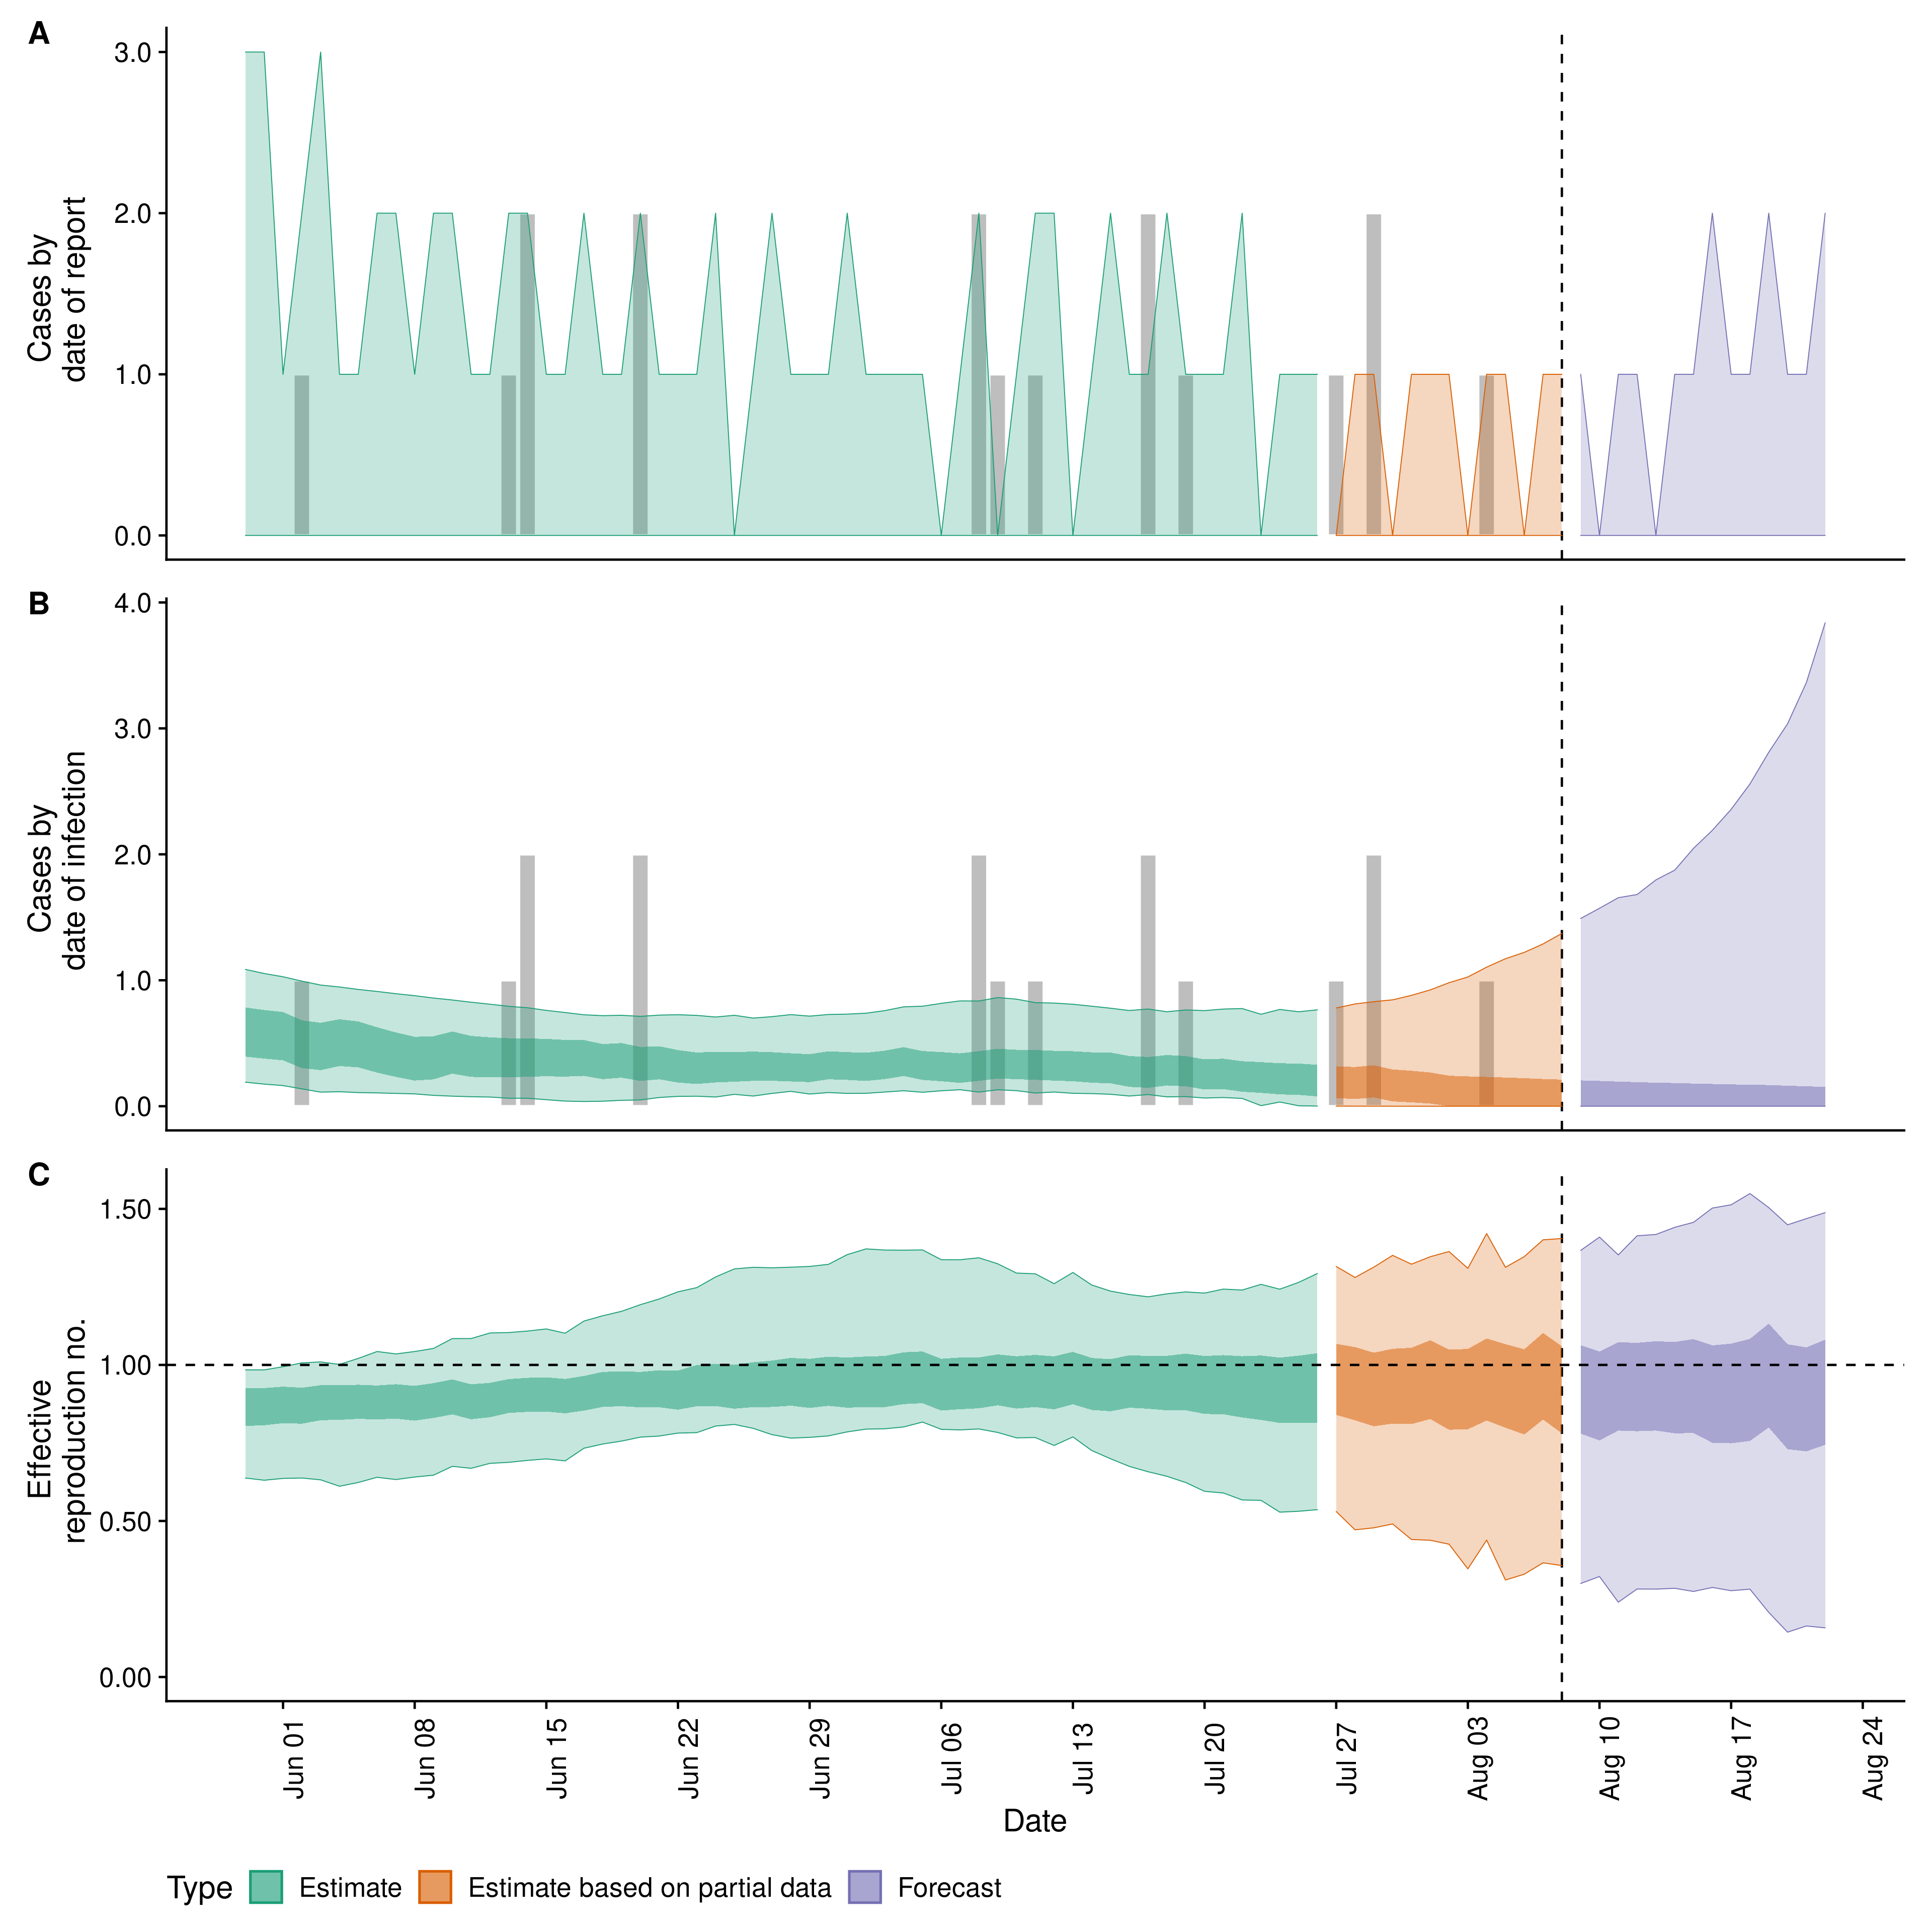 A
Cases by
date of report
3.0
2.0
1.0
0.0
B
Cases by
date of infection
4.0
3.0
2.0
1.0
0.0
C
Effective
reproduction no.
1.50
1.00
0.50
0.00
Jun 01
Jun 08
Jun 15
Jun 22
Jun 29
Jul 06
Jul 13
Jul 20
Jul 27
Aug 03
Aug 10
Aug 17
Aug 24
Date
Type Estimate Estimate based on partial data Forecast